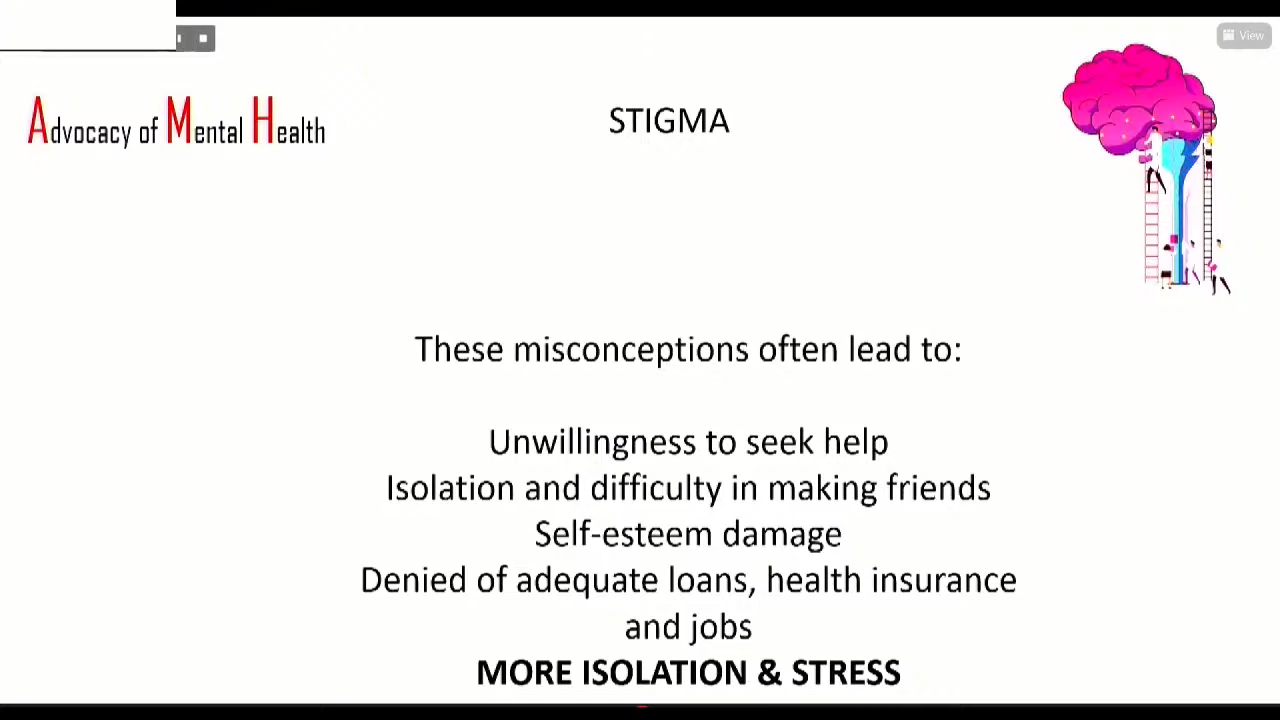 View
Advocacy of Mental Health
STIGMA
These misconceptions often lead to:
Unwillingness to seek help
Isolation and difficulty in making friends
Self-esteem damage
Denied of adequate loans, health insurance
and jobs
MORE ISOLATION & STRESS